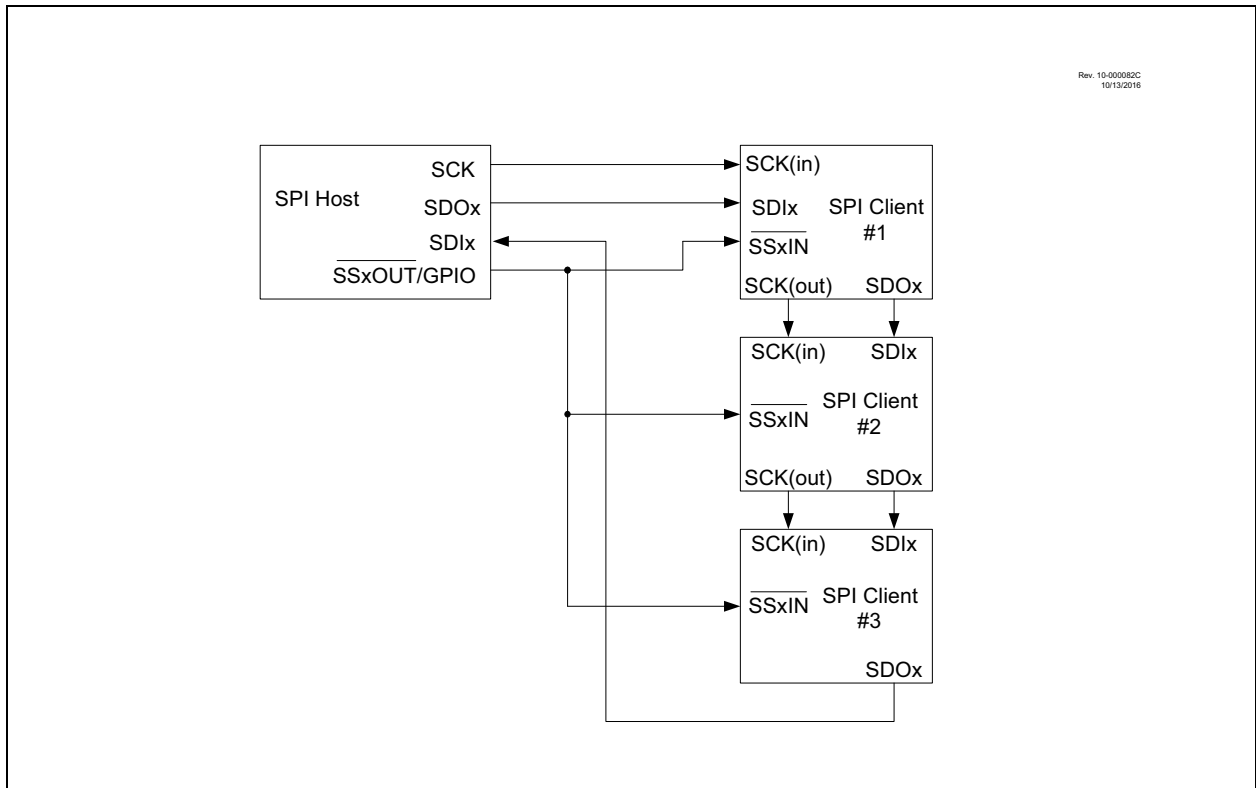 Rev. 10-000082C
10/13/2016
SPI Host
SCK
SDOx
SDIx
SSxOUT/GPIO
SCK(in)
SDIx
SSxIN
SPI Client
#1
SCK(out)
SDOx
SCK(in)
SDIx
SSxIN
SPI Client
#2
SCK(out)
SDOx
SCK(in)
SDIx
SSxIN
SPI Client
#3
SDOx